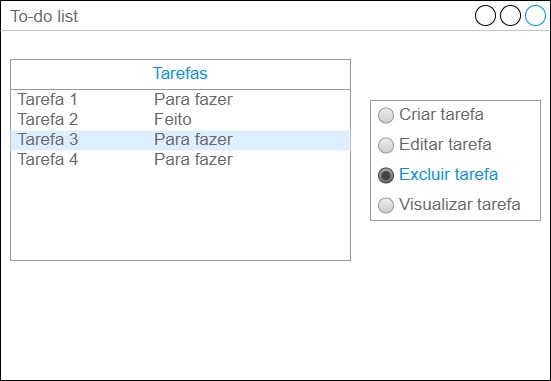 To-do list
Tarefas
Tarefa 1 Para fazer
Tarefa 2 Feito
Tarefa 3 Para fazer
Tarefa 4 Para fazer
Criar tarefa
Editar tarefa
Excluir tarefa
Visualizar tarefa